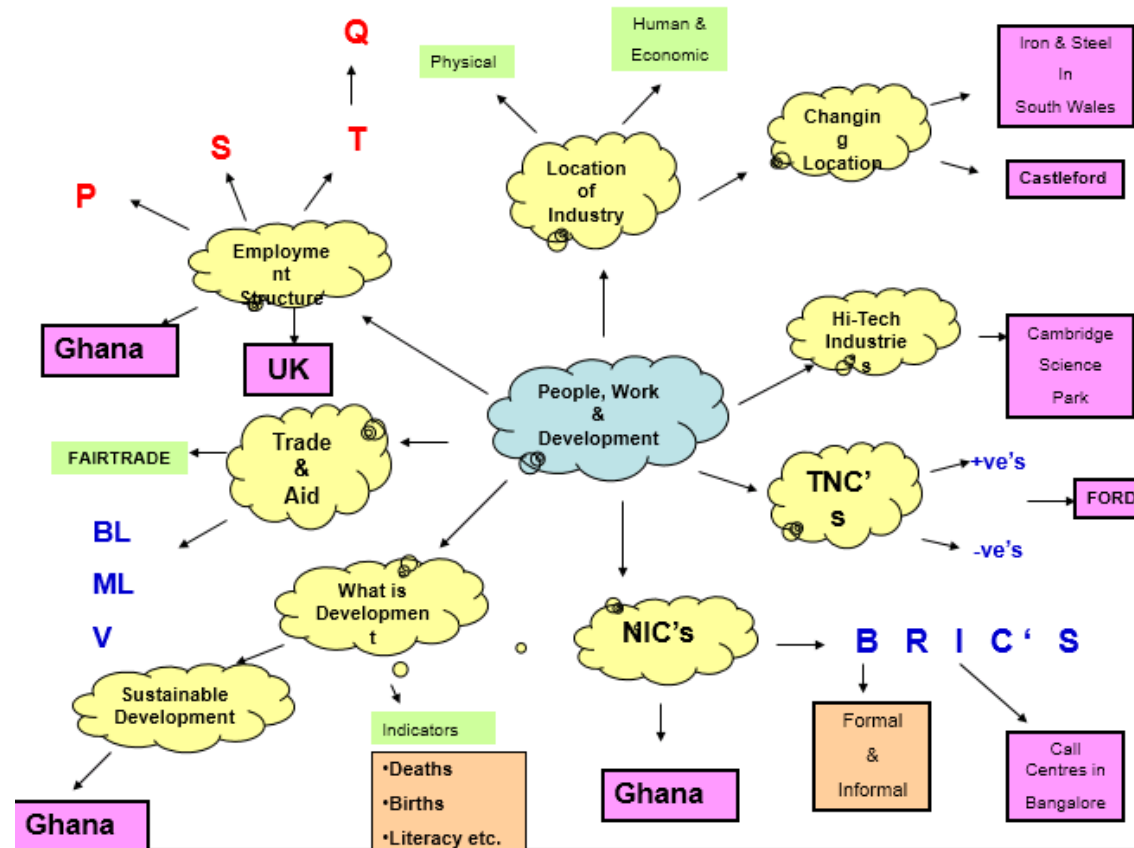 Q
Physical
Human &
Economic
Iron & Steel
In
South Wales
Changin
g
Location
S
T
P
Location
of
Industry
Castleford
Employme
nt
Structure
Ghana
UK
Hi-Tech
Industrie
s
Cambridge
Science
Park
People, Work
&
Development
Trade
&
Aid
FAIRTRADE
BL
ML
V
TNC'
s
+ve's
FORD
-ve's
What is
Developmen
t
NIC's
B R I C ' S
Sustainable
Development
Indicators
•Deaths
•Births
•Literacy etc.
Ghana
Ghana
Formal
&
Informal
Call
Centres in
Bangalore